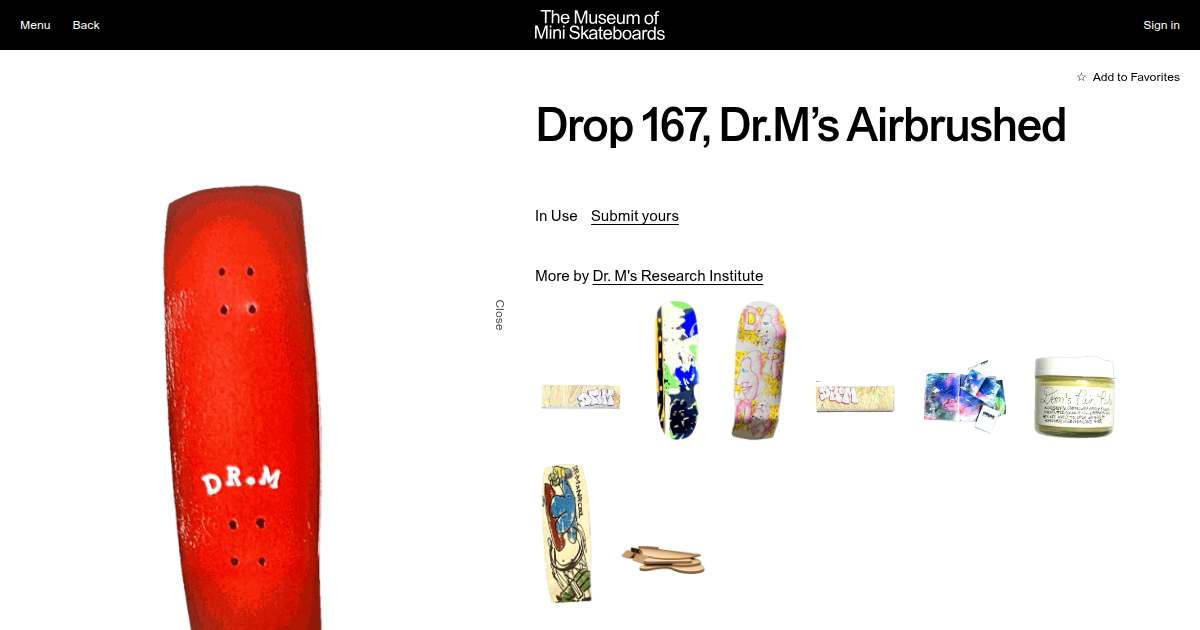 Menu
Back
The Museum of
Mini Skateboards
Sign in
☆ Add to Favorites
Drop 167, Dr.M’s Airbrushed
In Use
Submit yours
More by Dr. M's Research Institute
Close
DR.M